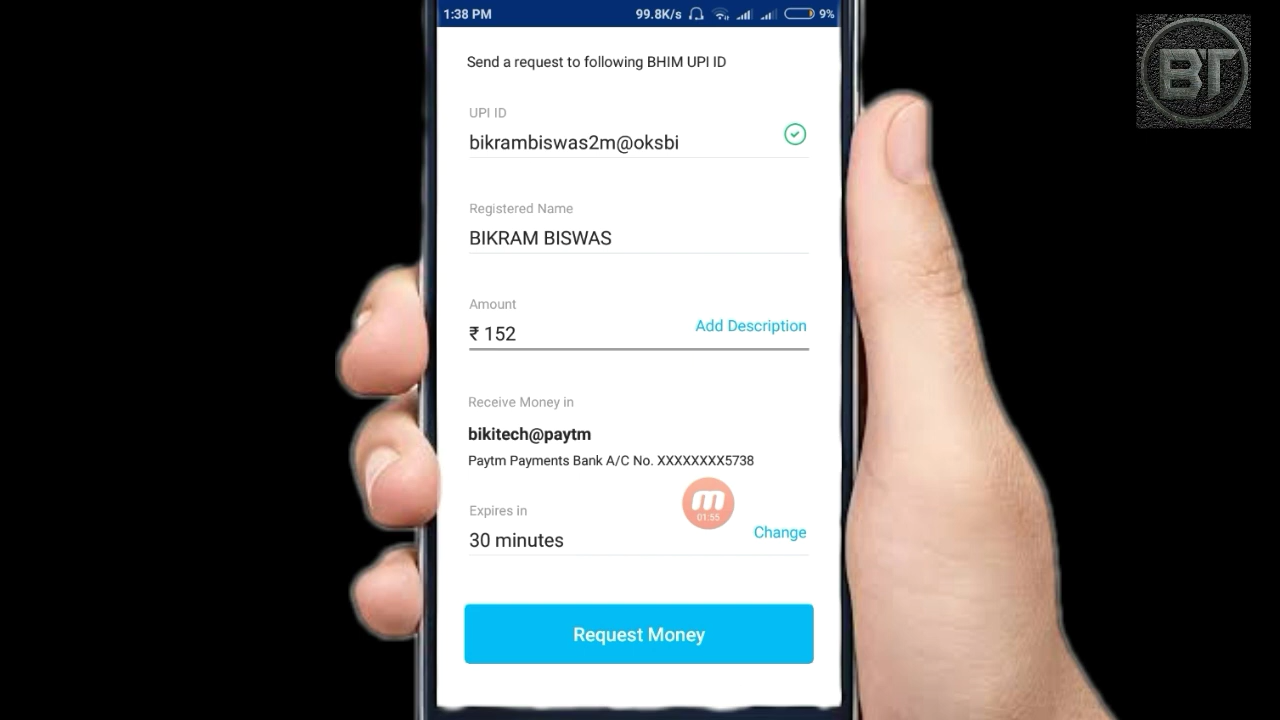 1:38 PM 99.8K/s 9%
BT
Send a request to following BHIM UPI ID
UPI ID
bikrambiswas2m@oksbi
Registered Name
BIKRAM BISWAS
Amount
₹ 152 Add Description
Receive Money in
bikitech@paytm
Paytm Payments Bank A/C No. XXXXXXXX5738
m
01:55
Expires in
30 minutes Change
Request Money